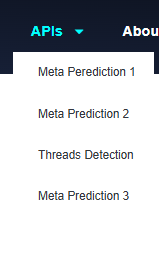 APIs
Abou
Meta Perediction 1
Meta Prediction 2
Threads Detection
Meta Prediction 3